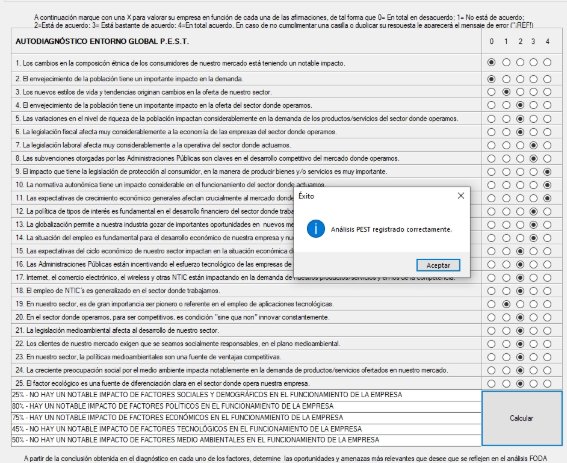 A continuación marque con una X para valorar su empresa en función de cada una de las afirmaciones, de tal forma que 0= En total en desacuerdo; 1= No está de acuerdo;
2=Está de acuerdo; 3= Está bastante de acuerdo; 4=En total acuerdo. En caso de no cumplimentar una casilla o duplicar su respuesta le aparecerá el mensaje de error ("¡REF!)
AUTODIAGNÓSTICO ENTORNO GLOBAL P.E.S.T. 0 1 2 3 4
1. Los cambios en la composición étnica de los consumidores de nuestro mercado está teniendo un notable impacto.
2. El envejecimiento de la población tiene un importante impacto en la demanda.
3. Los nuevos estilos de vida y tendencias originan cambios en la oferta de nuestro sector.
4. El envejecimiento de la población tiene un importante impacto en la oferta del sector donde operamos.
5. Las variaciones en el nivel de riqueza de la población impactan considerablemente en la demanda de los productos/servicios del sector donde operamos.
6. La legislación fiscal afecta muy considerablemente a la economía de las empresas del sector donde operamos.
7. La legislación laboral afecta muy considerablemente a la operativa del sector donde actuamos.
8. Las subvenciones otorgadas por las Administraciones Públicas son claves en el desarrollo competitivo del mercado donde operamos.
9. El impacto que tiene la legislación de protección al consumidor, en la manera de producir bienes y/o servicios es muy importante.
10. La normativa autonómica tiene un impacto considerable en el funcionamiento del sector donde actuamos.
11. Las expectativas de crecimiento económico generales afectan crucialmente al mercado donde
12. La política de tipos de interés es fundamental en el desarrollo financiero del sector donde
13. La globalización permite a nuestra industria gozar de importantes oportunidades en nuevos
14. La situación del empleo es fundamental para el desarrollo económico de nuestra empresa y
15. Las expectativas del ciclo económico de nuestro sector impactan en la situación económica
16. Las Administraciones Públicas están incentivando el esfuerzo tecnológico de las empresas de
17. Internet, el comercio electrónico, el wireless y otras NTIC están impactando en la demanda de
18. El empleo de NTIC's es generalizado en el sector donde trabajamos.
19. En nuestro sector, es de gran importancia ser pionero o referente en el empleo de aplicaciones tecnológicas.
20. En el sector donde operamos, para ser competitivos, es condición "sine qua non" innovar constantemente.
21. La legislación medioambiental afecta al desarrollo de nuestro sector.
22. Los clientes de nuestro mercado exigen que se seamos socialmente responsables, en el plano medioambiental.
23. En nuestro sector, la políticas medioambientales son una fuente de ventajas competitivas.
24. La creciente preocupación social por el medio ambiente impacta notablemente en la demanda de productos/servicios ofertados en nuestro mercado.
25. El factor ecológico es una fuente de diferenciación clara en el sector donde opera nuestra empresa.
Éxito
Análisis PEST registrado correctamente.
Aceptar
25% - NO HAY UN NOTABLE IMPACTO DE FACTORES SOCIALES Y DEMOGRÁFICOS EN EL FUNCIONAMIENTO DE LA EMPRESA
80% - HAY UN NOTABLE IMPACTO DE FACTORES POLÍTICOS EN EL FUNCIONAMIENTO DE LA EMPRESA
75% - HAY UN NOTABLE IMPACTO DE FACTORES ECONÓMICOS EN EL FUNCIONAMIENTO DE LA EMPRESA
45% - NO HAY UN NOTABLE IMPACTO DE FACTORES TECNOLÓGICOS EN EL FUNCIONAMIENTO DE LA EMPRESA
50% - NO HAY UN NOTABLE IMPACTO DE FACTORES MEDIO AMBIENTALES EN EL FUNCIONAMIENTO DE LA EMPRESA
Calcular
A partir de la conclusión obtenida en el diagnóstico en cada uno de los factores, determine las oportunidades y amenazas más relevantes que desee que se reflejen en el análisis FODA